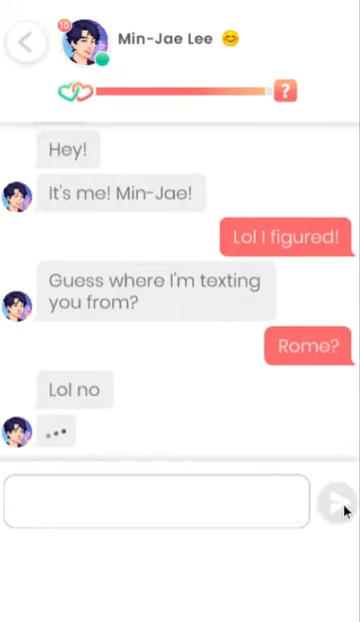 10
Min-Jae Lee 😊
?
Hey!
It's me! Min-Jae!
Lol I figured!
Guess where I'm texting
you from?
Rome?
Lol no
...